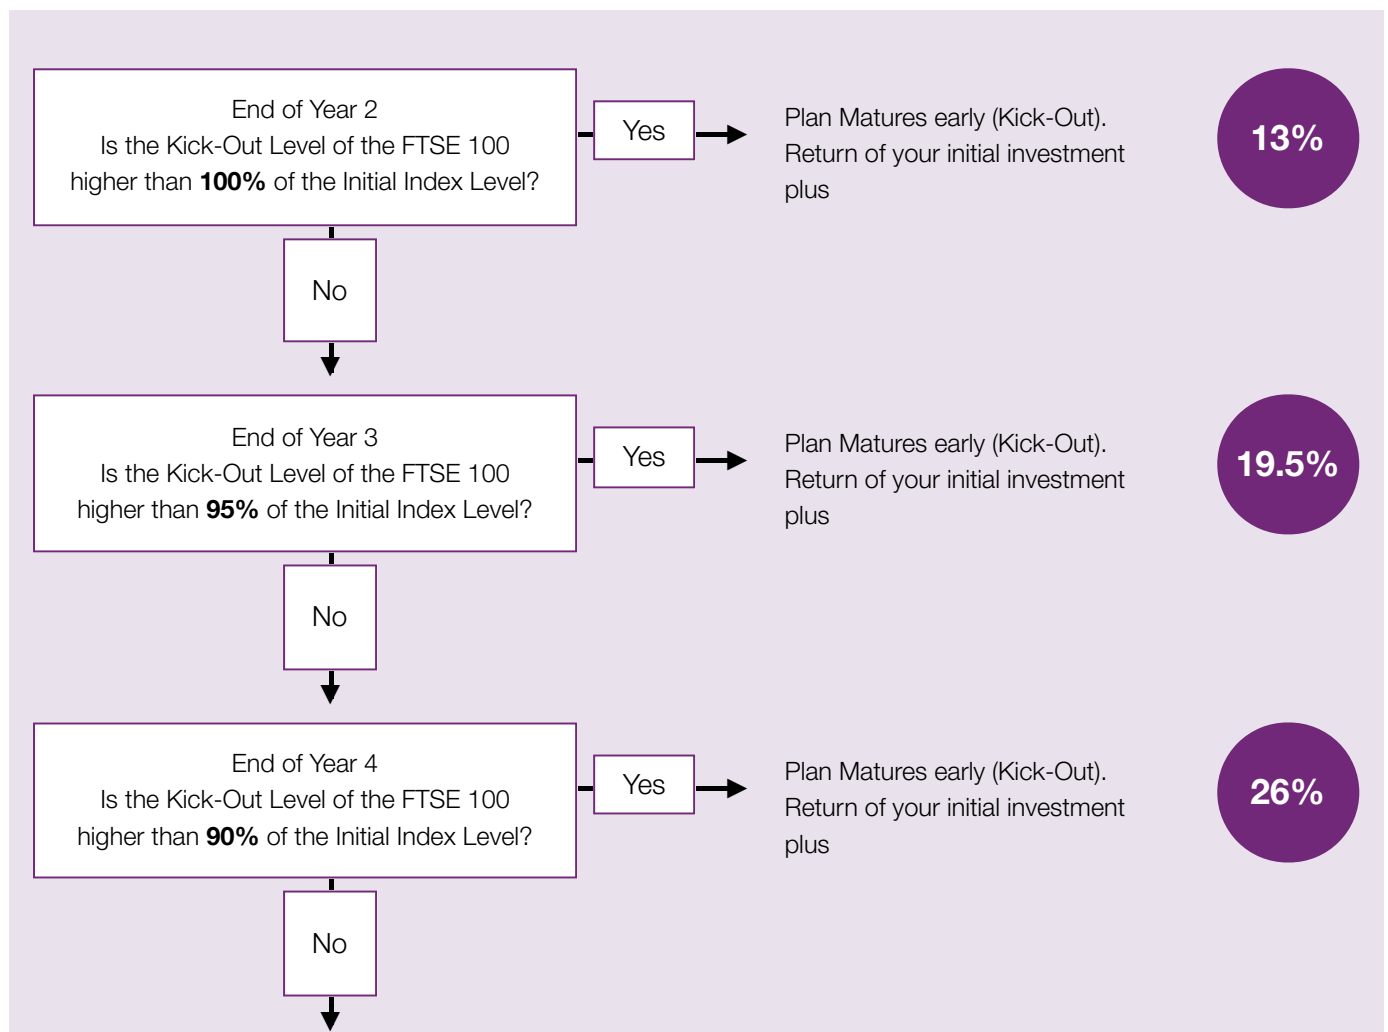 End of Year 2
Is the Kick-Out Level of the FTSE 100
higher than 100% of the Initial Index Level?
Yes
Plan Matures early (Kick-Out).
Return of your initial investment
plus
13%
No
End of Year 3
Is the Kick-Out Level of the FTSE 100
higher than 95% of the Initial Index Level?
Yes
Plan Matures early (Kick-Out).
Return of your initial investment
plus
19.5%
No
End of Year 4
Is the Kick-Out Level of the FTSE 100
higher than 90% of the Initial Index Level?
Yes
Plan Matures early (Kick-Out).
Return of your initial investment
plus
26%
No